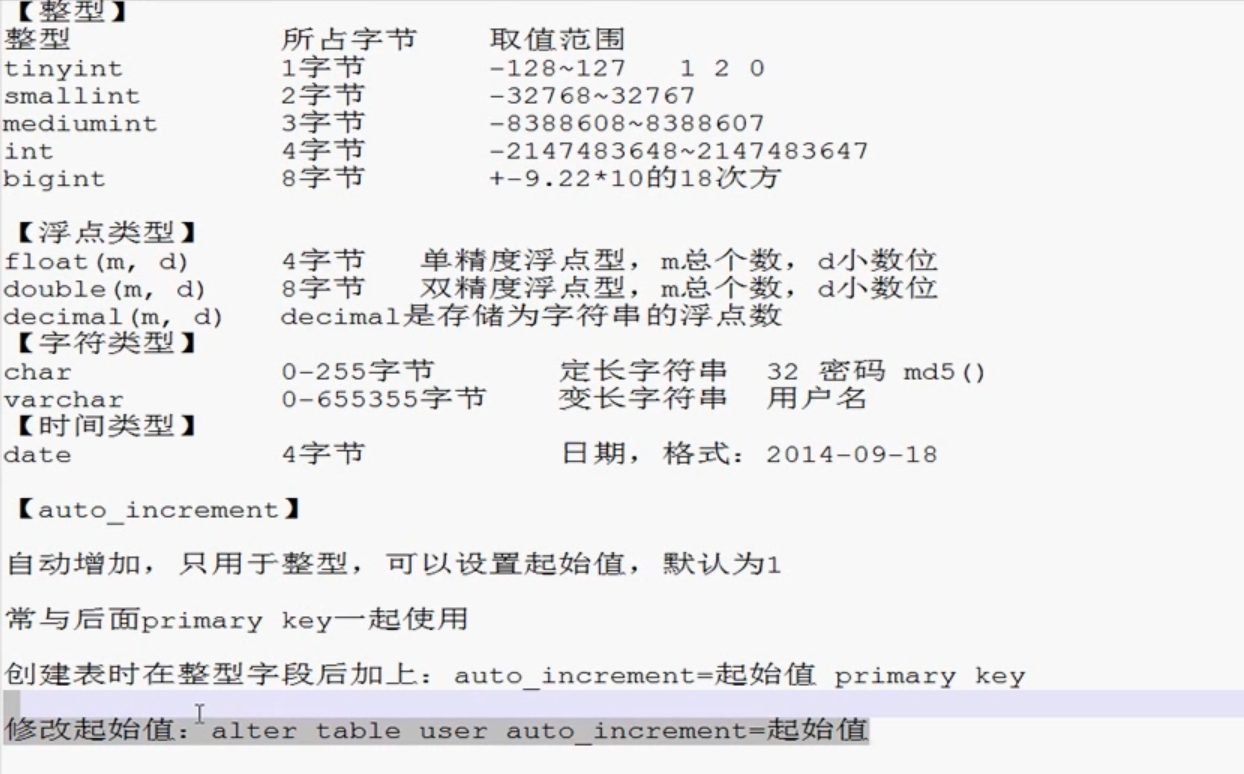 【整型】
整型 所占字节 取值范围
tinyint 1字节 -128~127 1 2 0
smallint 2字节 -32768~32767
mediumint 3字节 -8388608~8388607
int 4字节 -2147483648~2147483647
bigint 8字节 +-9.22*10的18次方
【浮点类型】
float(m, d) 4字节 单精度浮点型，m总个数，d小数位
double(m, d) 8字节 双精度浮点型，m总个数，d小数位
decimal(m, d) decimal是存储为字符串的浮点数
【字符类型】
char 0-255字节 定长字符串 32 密码 md5()
varchar 0-655355字节 变长字符串 用户名
【时间类型】
date 4字节 日期，格式：2014-09-18
【auto_increment】
自动增加，只用于整型，可以设置起始值，默认为1
常与后面primary key一起使用
创建表时在整型字段后加上：auto_increment=起始值 primary key
修改起始值：alter table user auto_increment=起始值